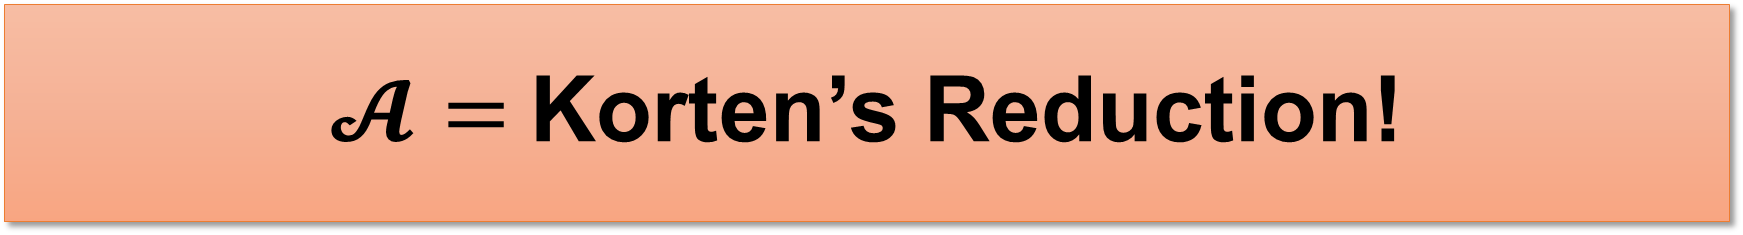 𝓐 = Korten’s Reduction!